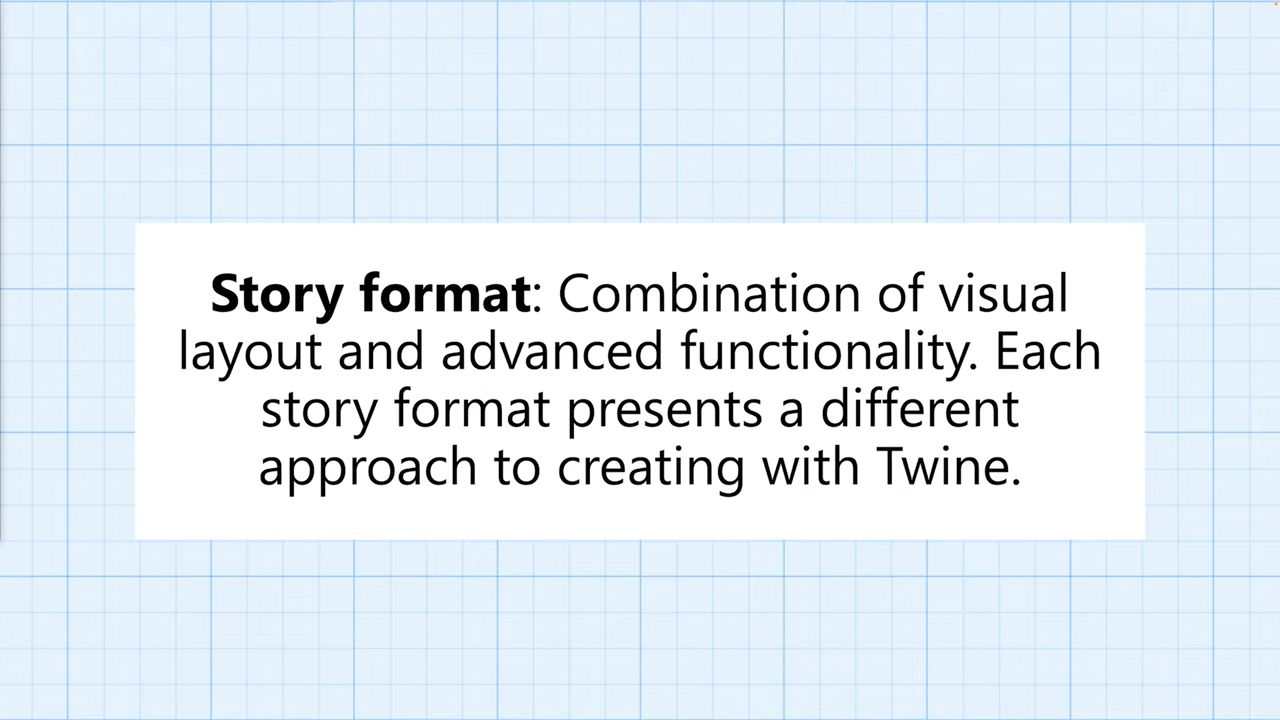 Story format: Combination of visual
layout and advanced functionality. Each
story format presents a different
approach to creating with Twine.